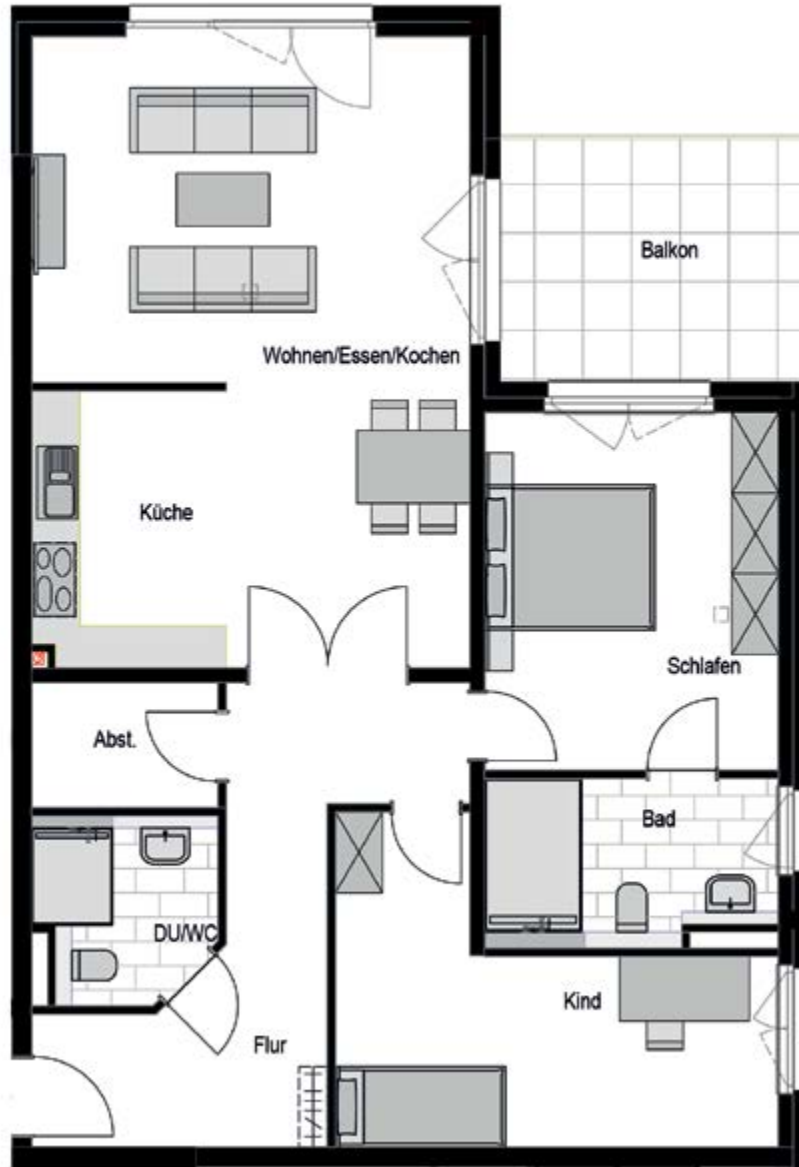 Balkon
Wohnen/Essen/Kochen
Küche
Schlafen
Abst.
Bad
DU/WC
Kind
Flur